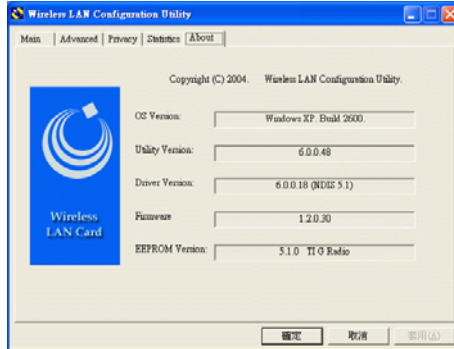 Wireless LAN Configuration Utility
Main Advanced Privacy Statistics About
Copyright (C) 2004. Wireless LAN Configuration Utility.
OS Version: Windows XP. Build 2600.
Utility Version: 6.0.0.48
Driver Version: 6.0.0.18 (NDIS 5.1)
Firmware 1.2.0.30
EEPROM Version: 5.1.0 TI G Radio
Wireless
LAN Card
確定 取消 套用(A)